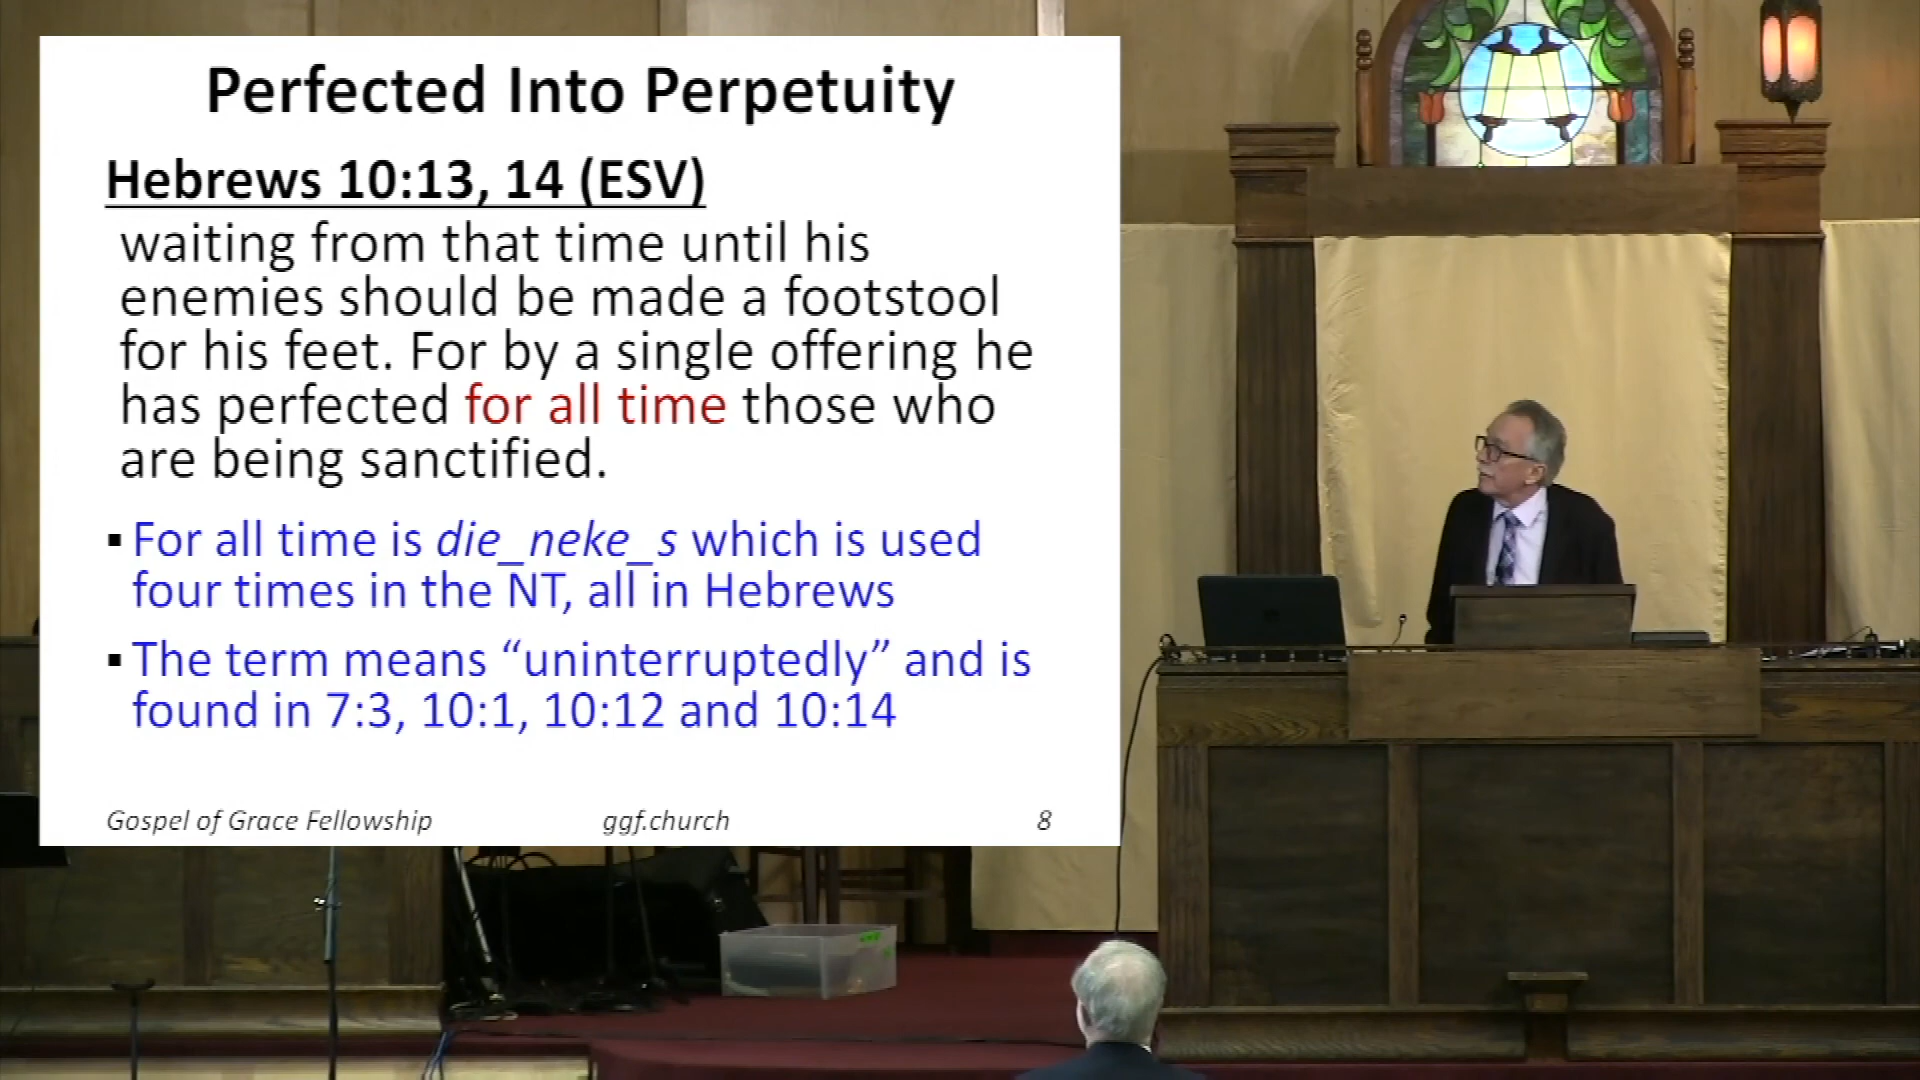 Perfected Into Perpetuity
Hebrews 10:13, 14 (ESV)
waiting from that time until his
enemies should be made a footstool
for his feet. For by a single offering he
has perfected for all time those who
are being sanctified.
▪ For all time is die_neke_s which is used
four times in the NT, all in Hebrews
▪ The term means “uninterruptedly” and is
found in 7:3, 10:1, 10:12 and 10:14
Gospel of Grace Fellowship ggf.church 8